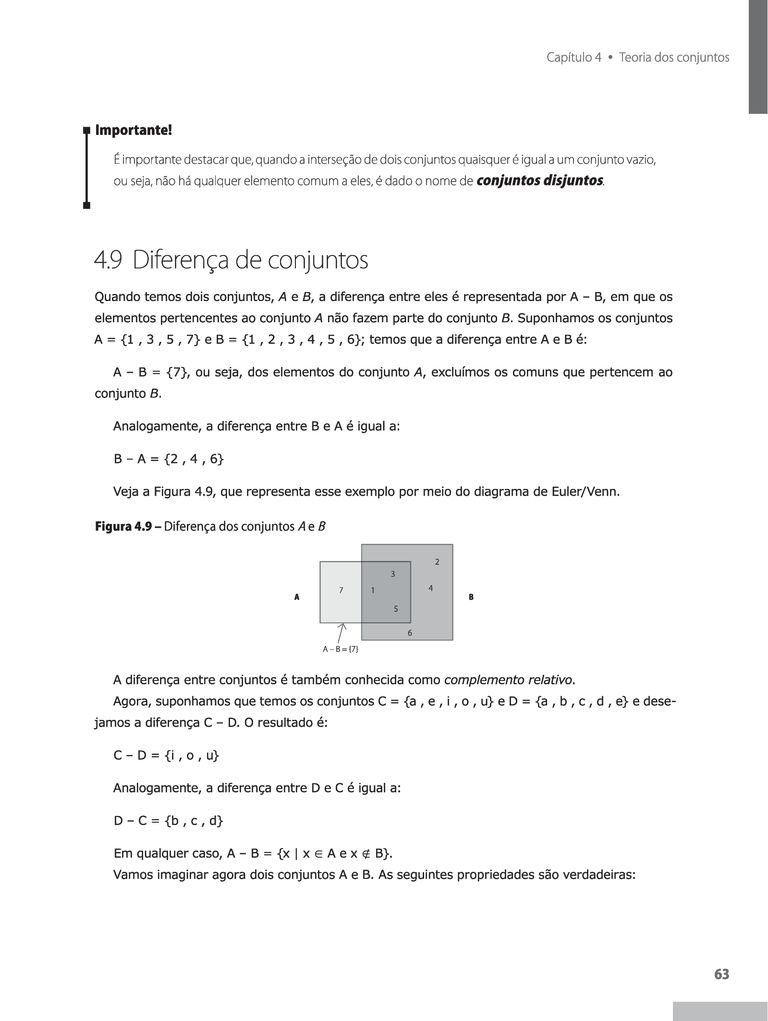 Capítulo 4 • Teoria dos conjuntos
Importante!
É importante destacar que, quando a interseção de dois conjuntos quaisquer é igual a um conjunto vazio,
ou seja, não há qualquer elemento comum a eles, é dado o nome de conjuntos disjuntos.
4.9 Diferença de conjuntos
Quando temos dois conjuntos, A e B, a diferença entre eles é representada por A – B, em que os
elementos pertencentes ao conjunto A não fazem parte do conjunto B. Suponhamos os conjuntos
A = {1 , 3 , 5 , 7} e B = {1 , 2 , 3 , 4 , 5 , 6}; temos que a diferença entre A e B é:
A – B = {7}, ou seja, dos elementos do conjunto A, excluímos os comuns que pertencem ao
conjunto B.
Analogamente, a diferença entre B e A é igual a:
B – A = {2 , 4 , 6}
Veja a Figura 4.9, que representa esse exemplo por meio do diagrama de Euler/Venn.
Figura 4.9 – Diferença dos conjuntos A e B
2
3
7 1 4
A B
5
6
A – B = {7}
A diferença entre conjuntos é também conhecida como complemento relativo.
Agora, suponhamos que temos os conjuntos C = {a , e , i , o , u} e D = {a , b , c , d , e} e dese-
jamos a diferença C – D. O resultado é:
C – D = {i , o , u}
Analogamente, a diferença entre D e C é igual a:
D – C = {b , c , d}
Em qualquer caso, A – B = {x | x ∈ A e x ∉ B}.
Vamos imaginar agora dois conjuntos A e B. As seguintes propriedades são verdadeiras:
63